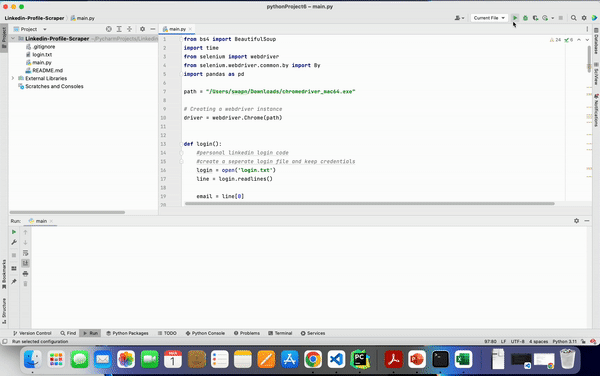 pythonProject6 – main.py
Linkedin-Profile-Scraper
main.py
Current File
Project
main.py
Linkedin-Profile-Scraper
.gitignore
login.txt
main.py
README.md
External Libraries
Scratches and Consoles
1 from bs4 import BeautifulSoup
2 import time
3 from selenium import webdriver
4 from selenium.webdriver.common.by import By
5 import pandas as pd
6
7 path = "/Users/swapn/Downloads/chromedriver_mac64.exe"
8
9 # Creating a webdriver instance
10 driver = webdriver.Chrome(path)
11
12
13 def login():
14 #personal linkedin login code
15 #create a seperate login file and keep credentials
16 login = open('login.txt')
17 line = login.readlines()
18
19 email = line[0]
24 6
Project
Bookmarks
Structure
Database
SciView
Notifications
Run: main
Version Control Find Run Python Packages TODO Python Console Problems Terminal Services
Run selected configuration
97:80 LF UTF-8 4 spaces Python 3.11